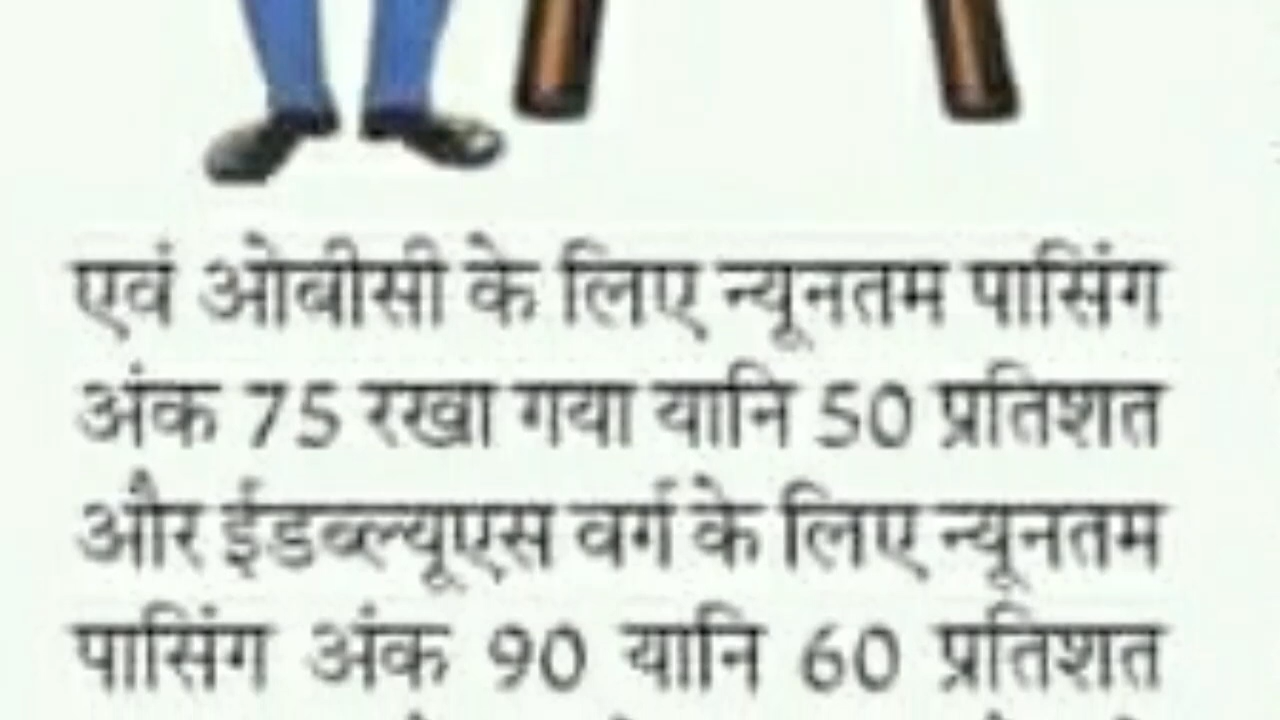 एवं ओबीसी के लिए न्यूनतम पासिंग
अंक 75 रखा गया यानि 50 प्रतिशत
और ईडब्ल्यूएस वर्ग के लिए न्यूनतम
पासिंग अंक 90 यानि 60 प्रतिशत